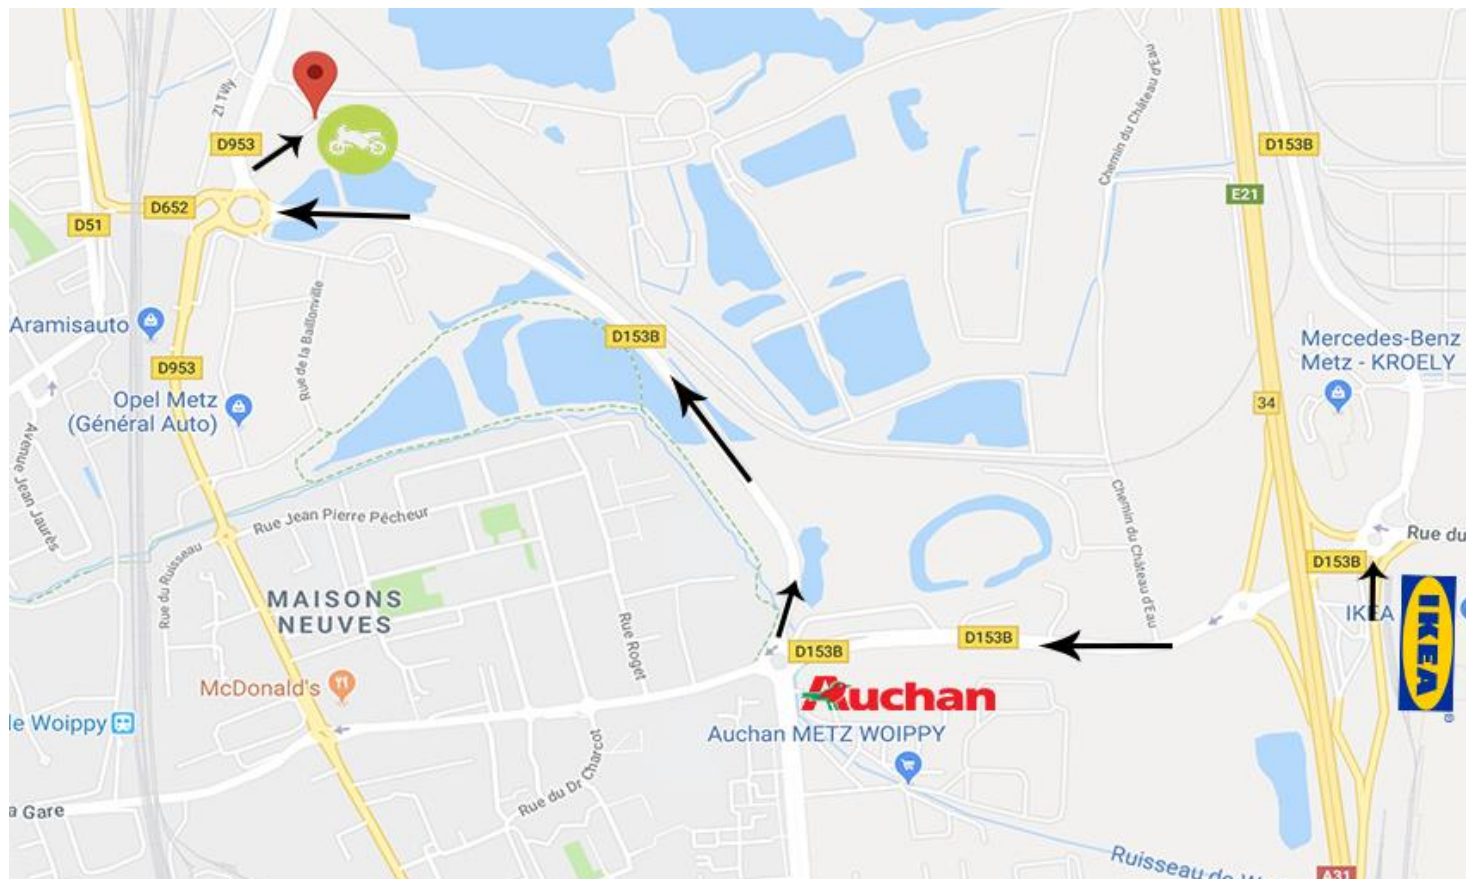 ZI Tilly
D953
D652
D51
Chemin du Château d'Eau
D153B
E21
Aramisauto
D953
Opel Metz
(Général Auto)
Rue de la Baillonville
D153B
Mercedes-Benz
Metz - KROELY
34
Avenue Jean Jaurès
Rue Jean Pierre Pêcheur
Chemin du Château d'Eau
Rue du
D153B
Rue du Ruisseau
MAISONS
NEUVES
Rue Roget
IKEA
IKEA
®
D153B
D153B
McDonald's
Auchan
Auchan METZ WOIPPY
le Woippy
Rue du Dr Charcot
a Gare
Ruisseau de W
A31